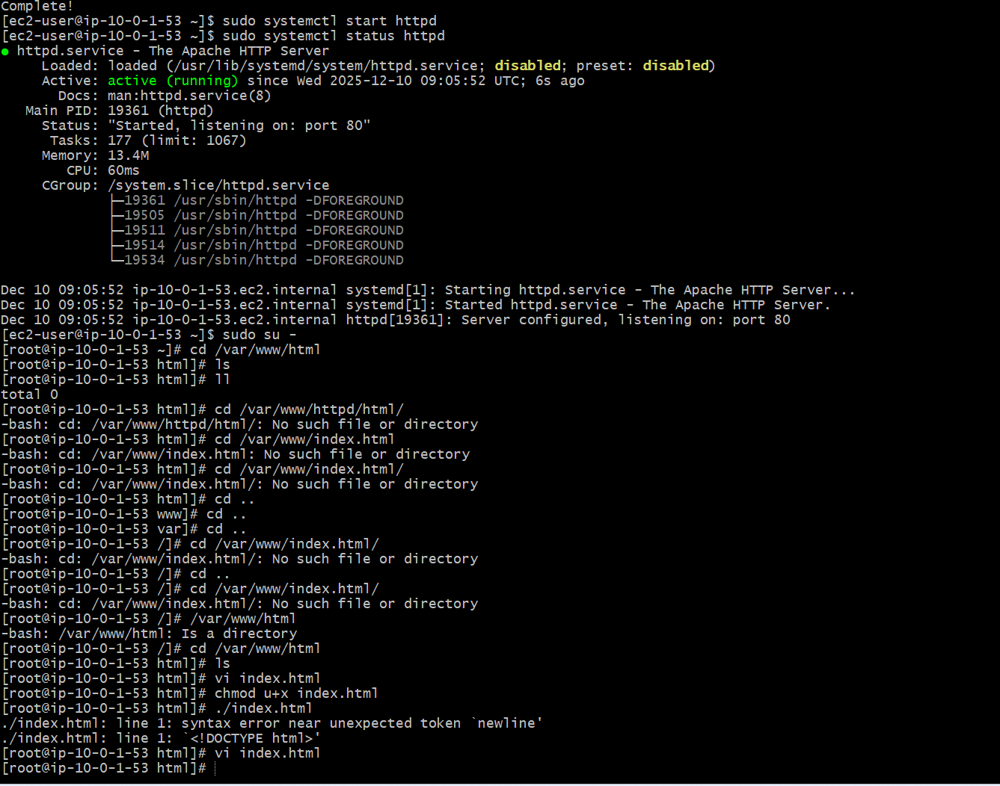 Complete!
[ec2-user@ip-10-0-1-53 ~]$ sudo systemctl start httpd
[ec2-user@ip-10-0-1-53 ~]$ sudo systemctl status httpd
● httpd.service - The Apache HTTP Server
     Loaded: loaded (/usr/lib/systemd/system/httpd.service; disabled; preset: disabled)
     Active: active (running) since Wed 2025-12-10 09:05:52 UTC; 6s ago
       Docs: man:httpd.service(8)
   Main PID: 19361 (httpd)
     Status: "Started, listening on: port 80"
      Tasks: 177 (limit: 1067)
     Memory: 13.4M
        CPU: 60ms
     CGroup: /system.slice/httpd.service
             ├─19361 /usr/sbin/httpd -DFOREGROUND
             ├─19505 /usr/sbin/httpd -DFOREGROUND
             ├─19511 /usr/sbin/httpd -DFOREGROUND
             ├─19514 /usr/sbin/httpd -DFOREGROUND
             └─19534 /usr/sbin/httpd -DFOREGROUND

Dec 10 09:05:52 ip-10-0-1-53.ec2.internal systemd[1]: Starting httpd.service - The Apache HTTP Server...
Dec 10 09:05:52 ip-10-0-1-53.ec2.internal systemd[1]: Started httpd.service - The Apache HTTP Server.
Dec 10 09:05:52 ip-10-0-1-53.ec2.internal httpd[19361]: Server configured, listening on: port 80
[ec2-user@ip-10-0-1-53 ~]$ sudo su -
[root@ip-10-0-1-53 ~]# cd /var/www/html
[root@ip-10-0-1-53 html]# ls
[root@ip-10-0-1-53 html]# ll
total 0
[root@ip-10-0-1-53 html]# cd /var/www/httpd/html/
-bash: cd: /var/www/httpd/html/: No such file or directory
[root@ip-10-0-1-53 html]# cd /var/www/index.html
-bash: cd: /var/www/index.html: No such file or directory
[root@ip-10-0-1-53 html]# cd /var/www/index.html/
-bash: cd: /var/www/index.html/: No such file or directory
[root@ip-10-0-1-53 html]# cd ..
[root@ip-10-0-1-53 www]# cd ..
[root@ip-10-0-1-53 var]# cd ..
[root@ip-10-0-1-53 /]# cd /var/www/index.html/
-bash: cd: /var/www/index.html/: No such file or directory
[root@ip-10-0-1-53 /]# cd ..
[root@ip-10-0-1-53 /]# cd /var/www/index.html/
-bash: cd: /var/www/index.html/: No such file or directory
[root@ip-10-0-1-53 /]# /var/www/html
-bash: /var/www/html: Is a directory
[root@ip-10-0-1-53 /]# cd /var/www/html
[root@ip-10-0-1-53 html]# ls
[root@ip-10-0-1-53 html]# vi index.html
[root@ip-10-0-1-53 html]# chmod u+x index.html
[root@ip-10-0-1-53 html]# ./index.html
./index.html: line 1: syntax error near unexpected token `newline'
./index.html: line 1: `<!DOCTYPE html>'
[root@ip-10-0-1-53 html]# vi index.html
[root@ip-10-0-1-53 html]#